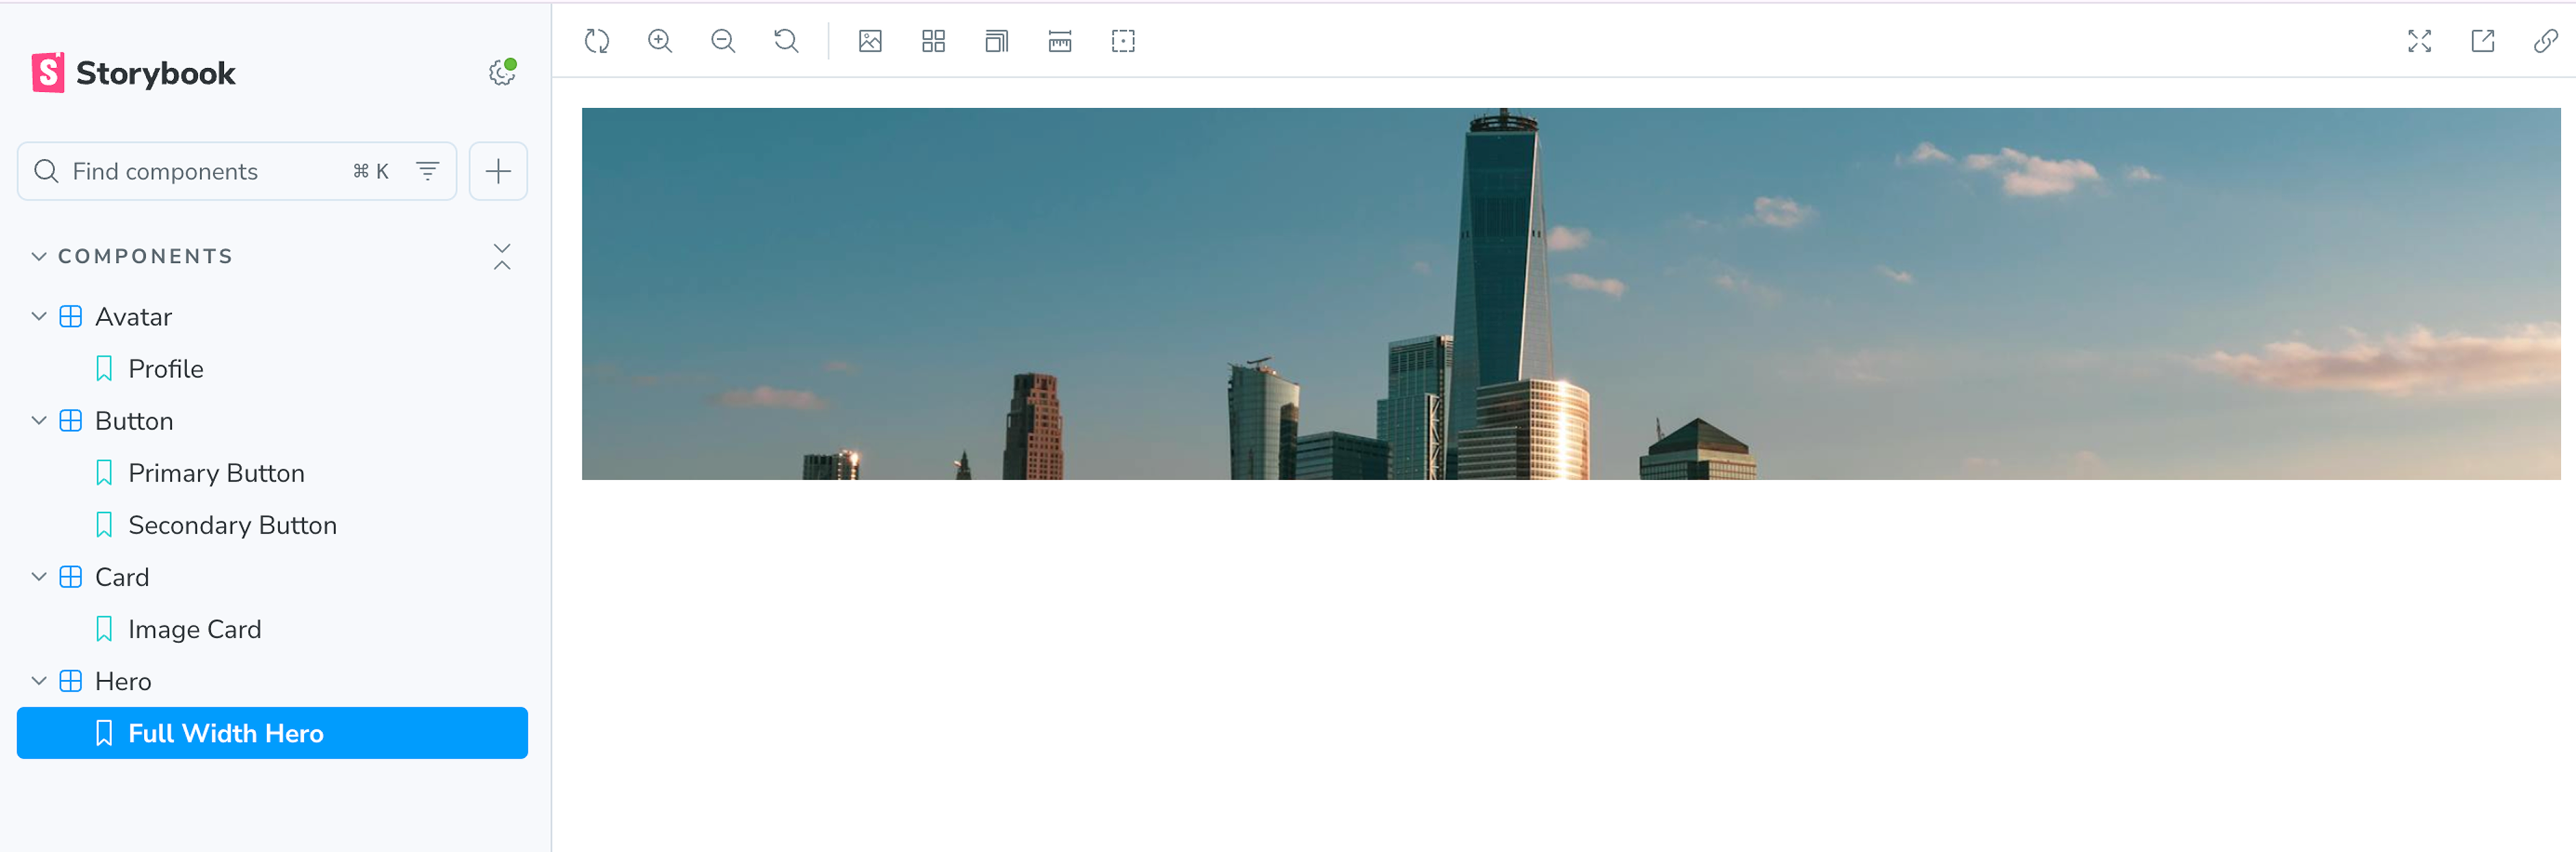 Storybook
Find components ⌘ K
COMPONENTS
Avatar
Profile
Button
Primary Button
Secondary Button
Card
Image Card
Hero
Full Width Hero